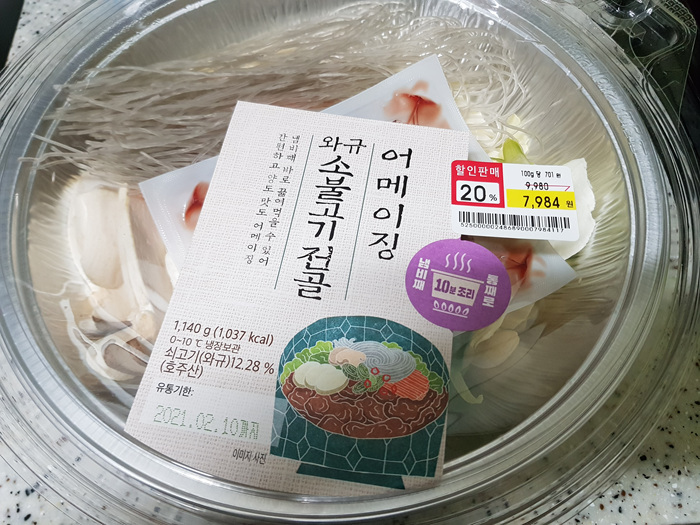 어메이징
와규
소불고기 전골
냄비째 바로 끓여먹을 수 있어
간편하고 양도 맛도 어메이징
할인판매
20%
100g 당 701 원
9,980
7,984 원
5250000024868900079841
냄비째
통째로
10분 조리
1,140 g (1,037 kcal)
0~10 ℃ 냉장보관
쇠고기(와규)12.28 %
(호주산)
유통기한:
2021.02.10까지
이미지 사진